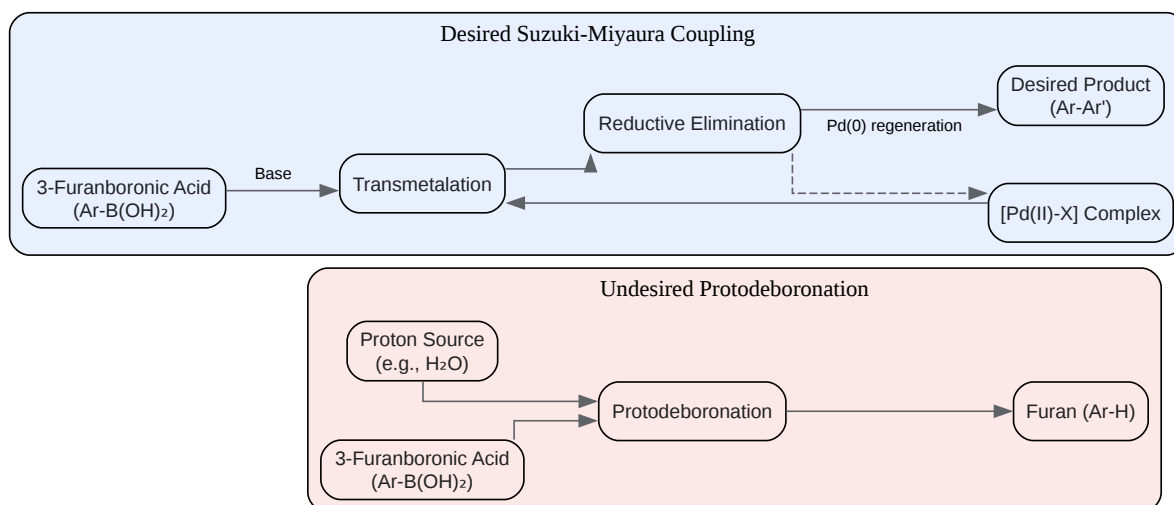 Desired Suzuki-Miyaura Coupling
Desired Product
(Ar-Ar')
Reductive Elimination
Pd(0) regeneration
Base
3-Furanboronic Acid
(Ar-B(OH)₂)
Transmetalation
[Pd(II)-X] Complex
Undesired Protodeboronation
Proton Source
(e.g., H₂O)
Protodeboronation
Furan (Ar-H)
3-Furanboronic Acid
(Ar-B(OH)₂)